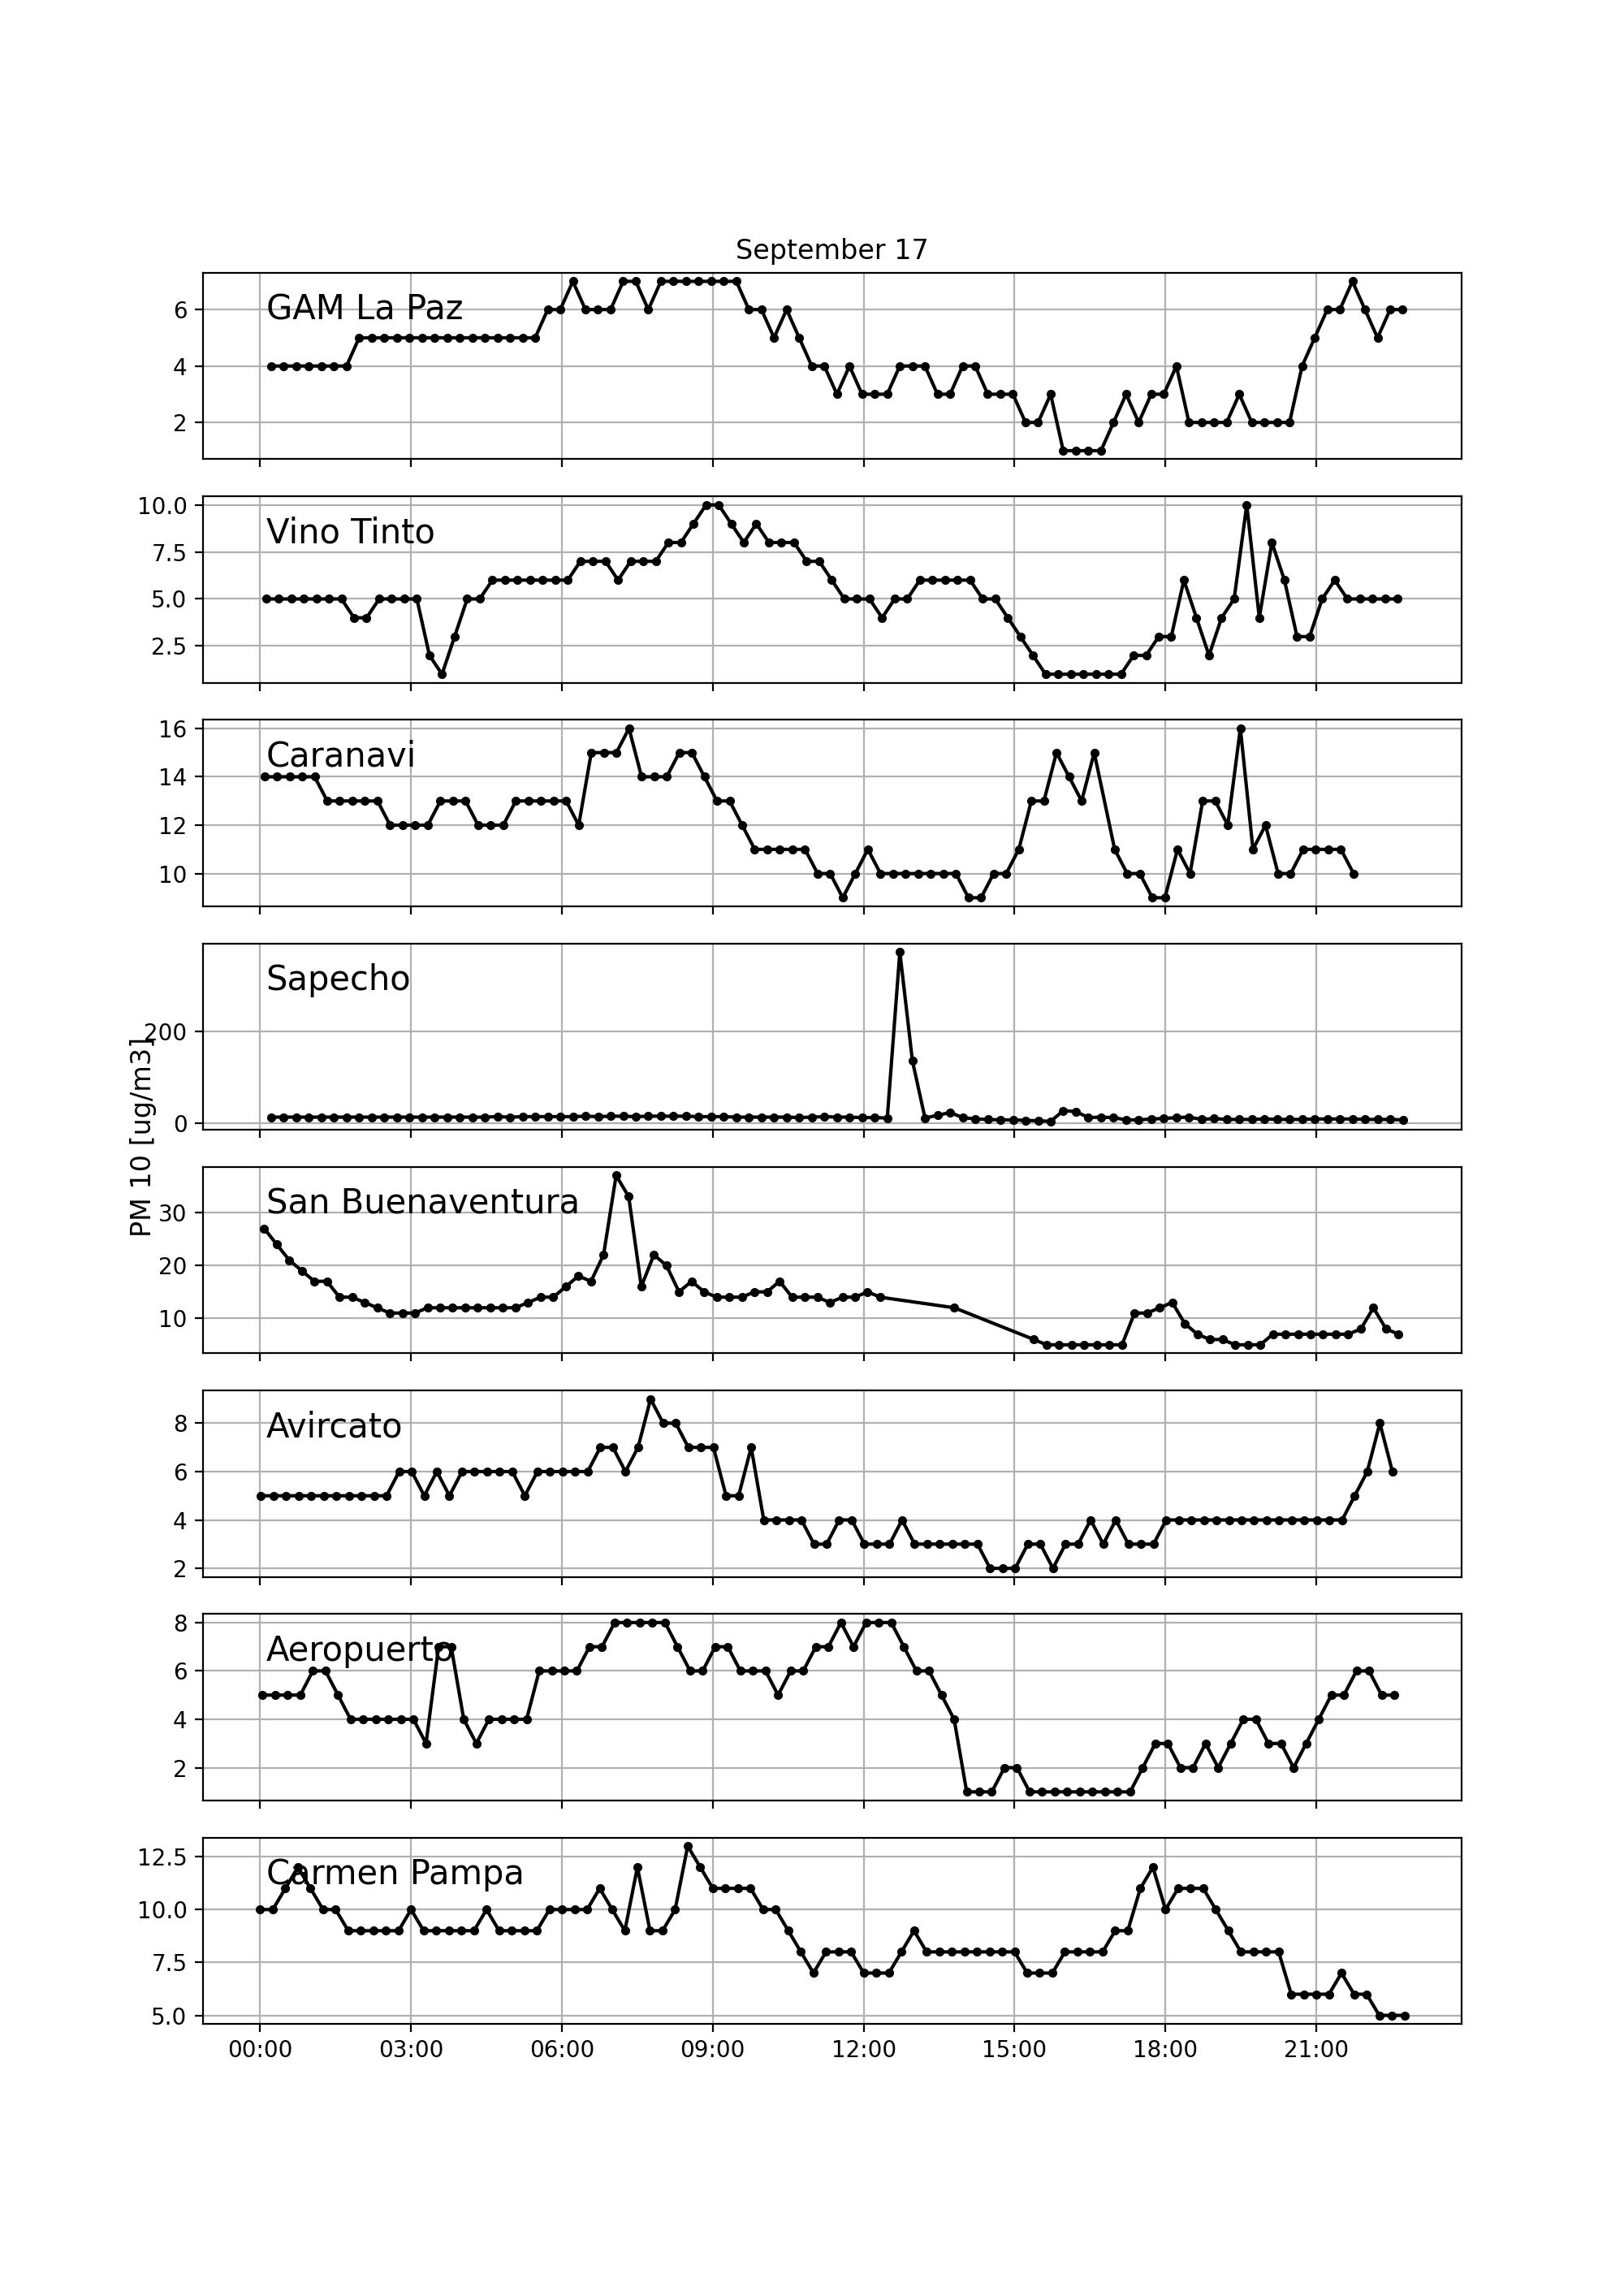 September 17
GAM La Paz
6
4
2
Vino Tinto
10.0
7.5
5.0
2.5
Caranavi
16
14
12
10
Sapecho
200
0
PM 10 [ug/m3]
San Buenaventura
30
20
10
Avircato
8
6
4
2
Aeropuerto
8
6
4
2
Carmen Pampa
12.5
10.0
7.5
5.0
00:00 03:00 06:00 09:00 12:00 15:00 18:00 21:00